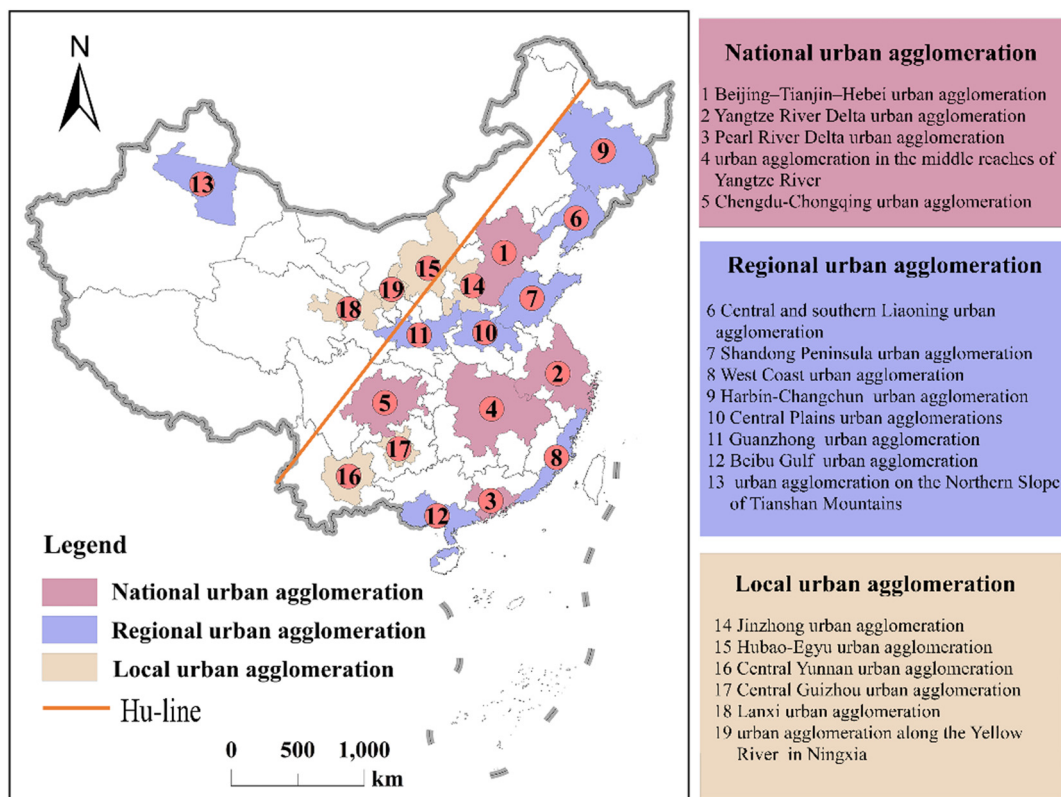 N
13
9
6
1
15
14
19
7
18
11
10
2
5
4
17
16
8
3
12
Legend
National urban agglomeration
Regional urban agglomeration
Local urban agglomeration
Hu-line
0 500 1,000
km
National urban agglomeration
1 Beijing–Tianjin–Hebei urban agglomeration
2 Yangtze River Delta urban agglomeration
3 Pearl River Delta urban agglomeration
4 urban agglomeration in the middle reaches of
Yangtze River
5 Chengdu-Chongqing urban agglomeration
Regional urban agglomeration
6 Central and southern Liaoning urban
agglomeration
7 Shandong Peninsula urban agglomeration
8 West Coast urban agglomeration
9 Harbin-Changchun urban agglomeration
10 Central Plains urban agglomerations
11 Guanzhong urban agglomeration
12 Beibu Gulf urban agglomeration
13 urban agglomeration on the Northern Slope
of Tianshan Mountains
Local urban agglomeration
14 Jinzhong urban agglomeration
15 Hubao-Egyu urban agglomeration
16 Central Yunnan urban agglomeration
17 Central Guizhou urban agglomeration
18 Lanxi urban agglomeration
19 urban agglomeration along the Yellow
River in Ningxia